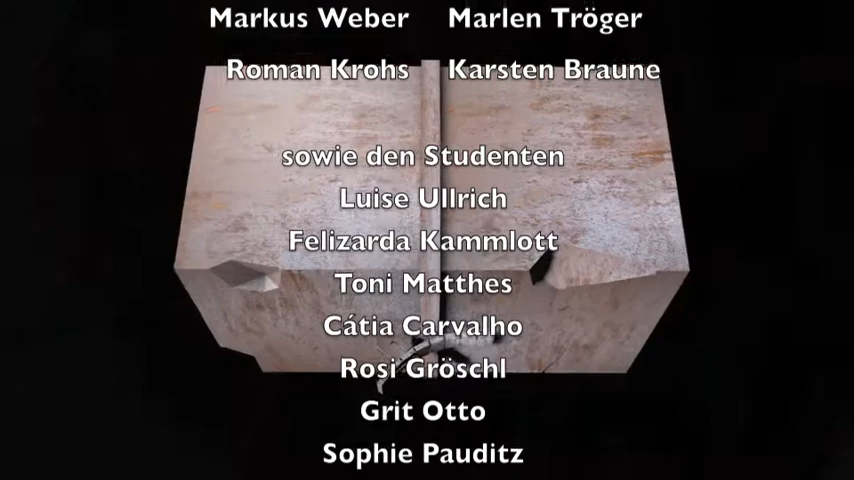 Markus Weber Marlen Tröger
Roman Krohs Karsten Braune
sowie den Studenten
Luise Ullrich
Felizarda Kammlott
Toni Matthes
Cátia Carvalho
Rosi Gröschl
Grit Otto
Sophie Pauditz